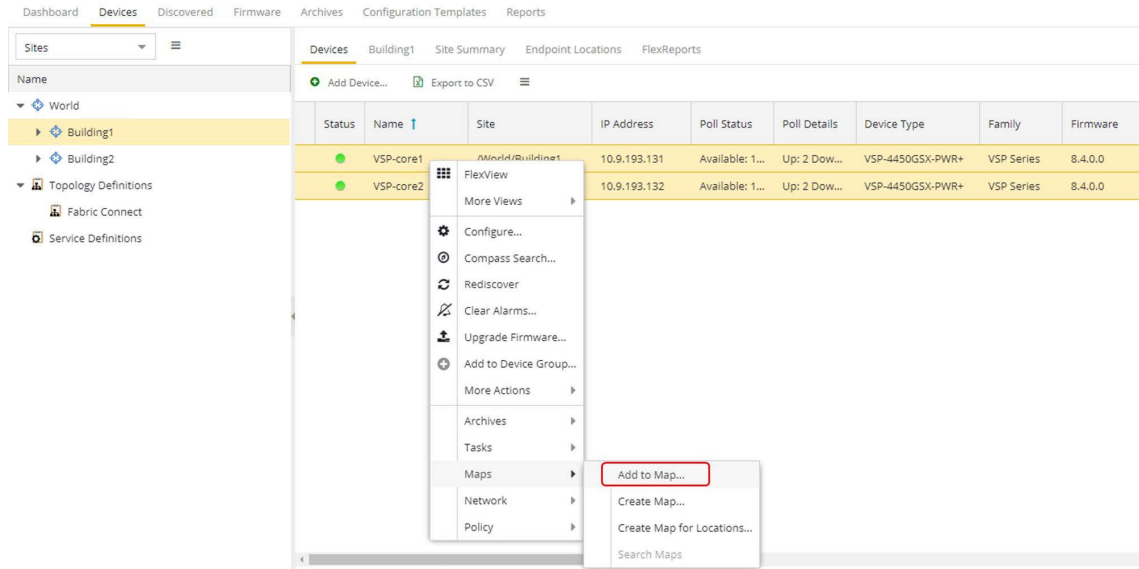 Dashboard Devices Discovered Firmware Archives Configuration Templates Reports
Sites
Name
World
Building1
Building2
Topology Definitions
Fabric Connect
Service Definitions
Devices Building1 Site Summary Endpoint Locations FlexReports
Add Device... Export to CSV
Status Name Site IP Address Poll Status Poll Details Device Type Family Firmware
VSP-core1 /World/Building1 10.9.193.131 Available: 1... Up: 2 Dow... VSP-4450GSX-PWR+ VSP Series 8.4.0.0
VSP-core2 10.9.193.132 Available: 1... Up: 2 Dow... VSP-4450GSX-PWR+ VSP Series 8.4.0.0
FlexView
More Views
Configure...
Compass Search...
Rediscover
Clear Alarms...
Upgrade Firmware...
Add to Device Group...
More Actions
Archives
Tasks
Maps
Network
Policy
Add to Map...
Create Map...
Create Map for Locations...
Search Maps